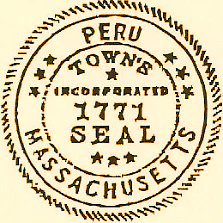 PERU
TOWN'S
INCORPORATED
1771
SEAL
MASSACHUSETTS